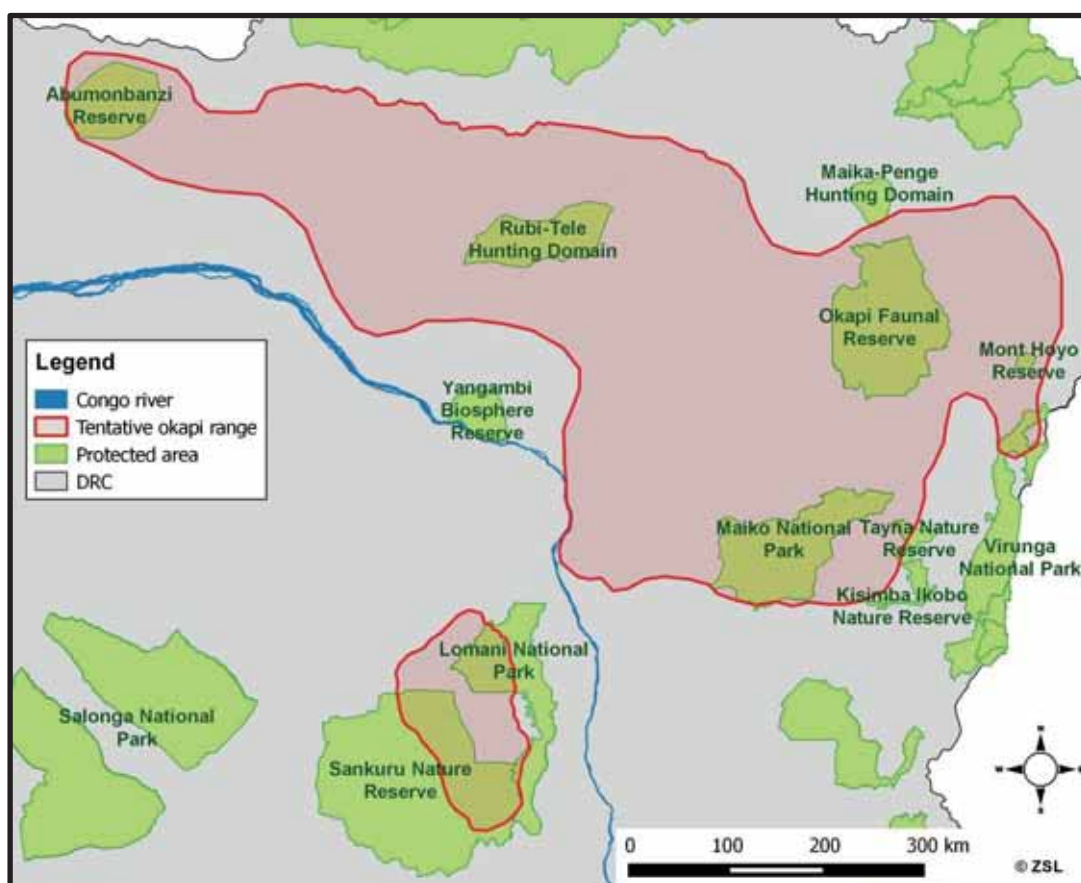 Abumonbanzi
Reserve
Maika-Penge
Hunting Domain
Rubi-Tele
Hunting Domain
Okapi Faunal
Reserve
Mont Hoyo
Reserve
Legend
Congo river
Tentative okapi range
Protected area
DRC
Yangambi
Biosphere
Reserve
Maiko National
Park
Tayna Nature
Reserve
Virunga
National Park
Kisimba Ikobo
Nature Reserve
Lomani National
Park
Salonga National
Park
Sankuru Nature
Reserve
0 100 200 300 km
© ZSL